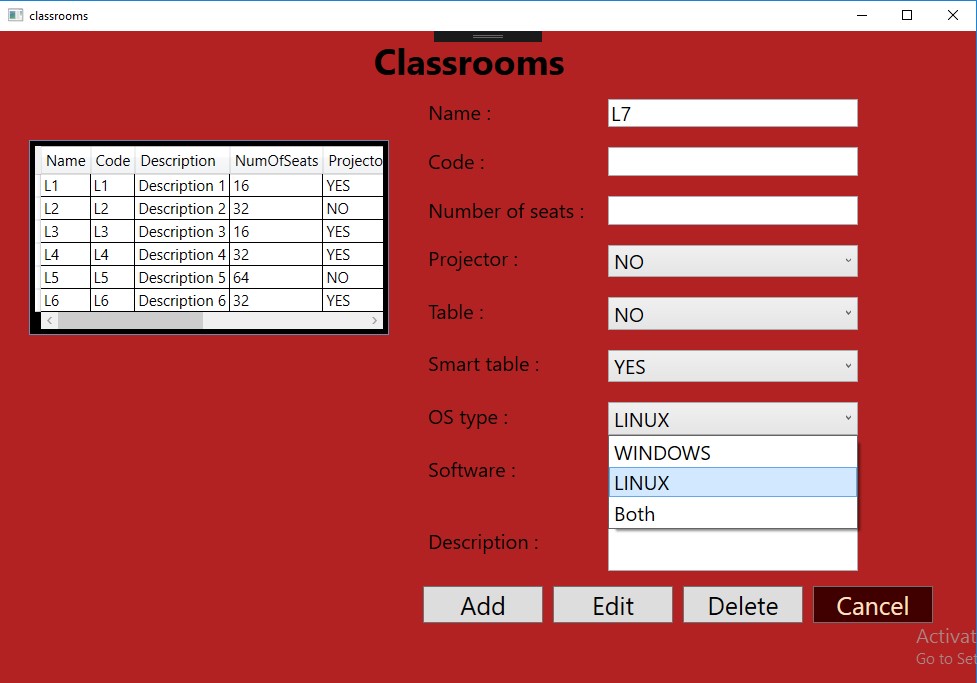 classrooms
Classrooms
Name : L7
Code :
Number of seats :
Projector : NO
Table : NO
Smart table : YES
OS type : LINUX
WINDOWS
LINUX
Both
Software :
Description :
Name Code Description NumOfSeats Projecto
L1 L1 Description 1 16 YES
L2 L2 Description 2 32 NO
L3 L3 Description 3 16 YES
L4 L4 Description 4 32 YES
L5 L5 Description 5 64 NO
L6 L6 Description 6 32 YES
Add Edit Delete Cancel
Activat
Go to Set